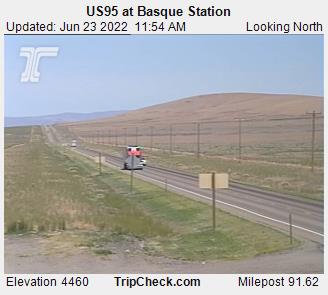 US95 at Basque Station
Updated: Jun 23 2022 11:54 AM Looking North
Elevation 4460 TripCheck.com Milepost 91.62